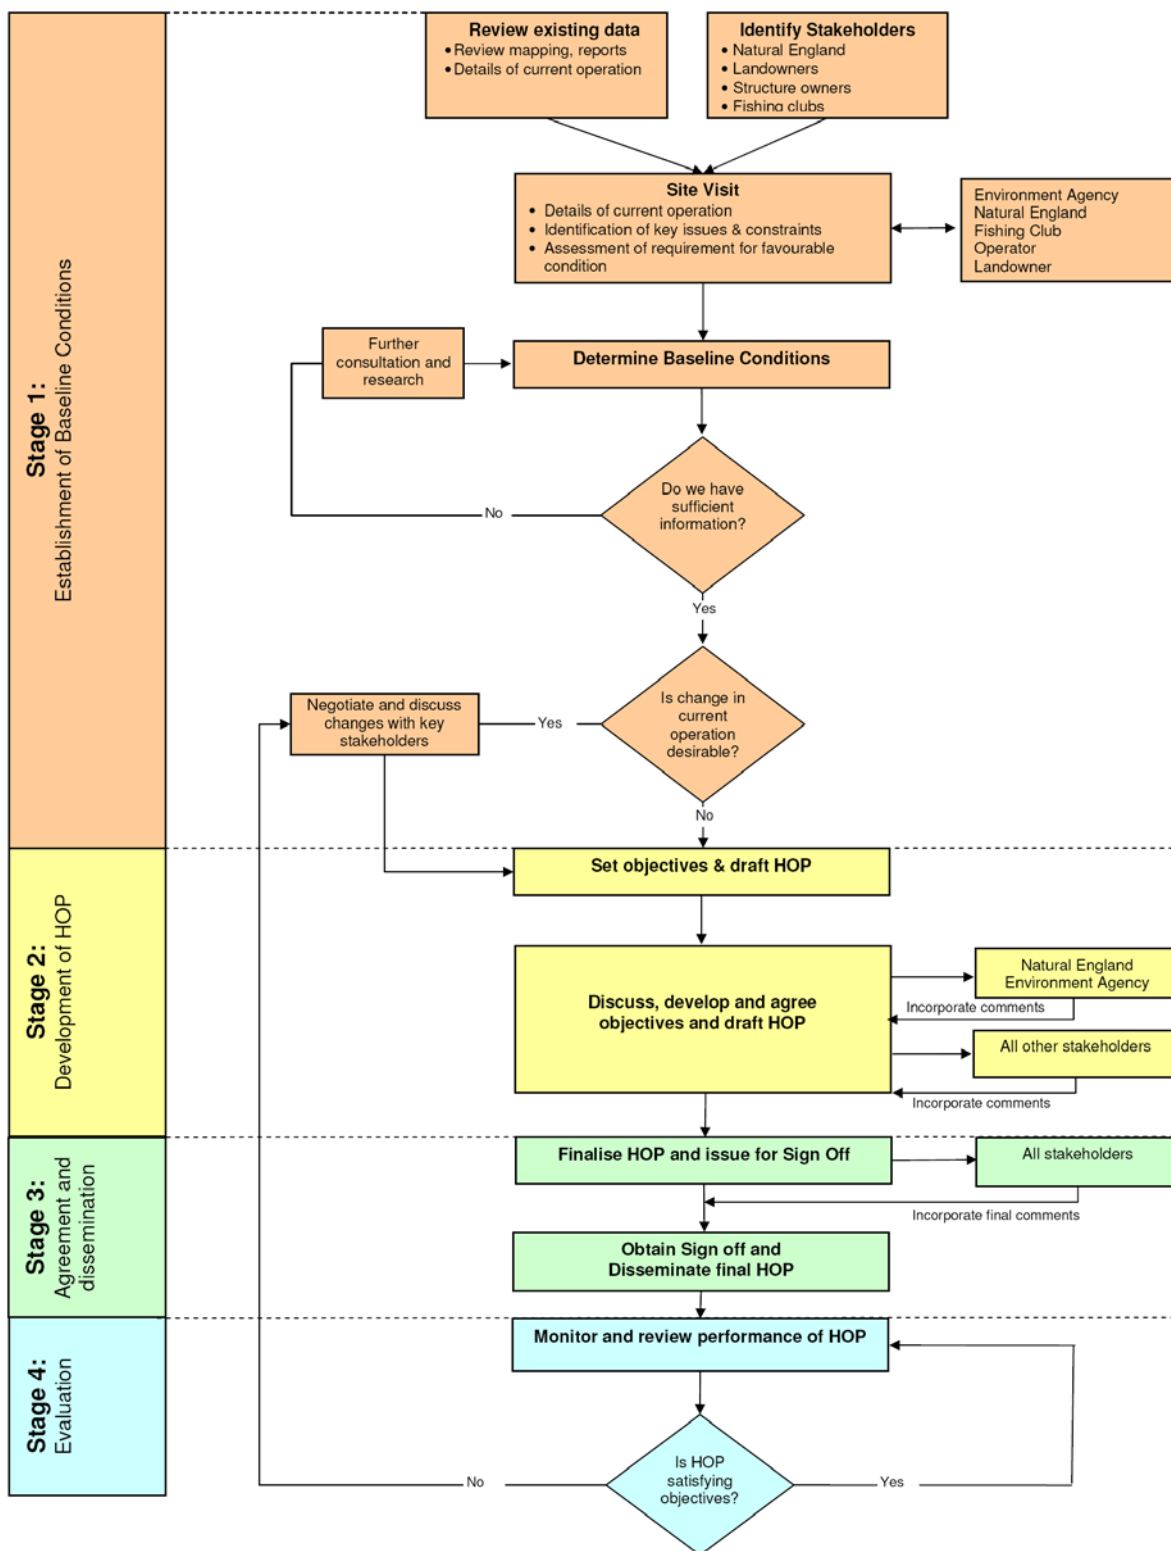 Review existing data
• Review mapping, reports
• Details of current operation
Identify Stakeholders
• Natural England
• Landowners
• Structure owners
• Fishing clubs
Stage 1:
Establishment of Baseline Conditions
Site Visit
• Details of current operation
• Identification of key issues & constraints
• Assessment of requirement for favourable
condition
Environment Agency
Natural England
Fishing Club
Operator
Landowner
Further
consultation and
research
Determine Baseline Conditions
Do we have
sufficient
information?
No
Yes
Is change in
current
operation
desirable?
Yes
Negotiate and discuss
changes with key
stakeholders
No
Stage 2:
Development of HOP
Set objectives & draft HOP
Discuss, develop and agree
objectives and draft HOP
Natural England
Environment Agency
Incorporate comments
All other stakeholders
Incorporate comments
Stage 3:
Agreement and
dissemination
Finalise HOP and issue for Sign Off
All stakeholders
Incorporate final comments
Obtain Sign off and
Disseminate final HOP
Stage 4:
Evaluation
Monitor and review performance of HOP
Is HOP
satisfying
objectives?
No
Yes